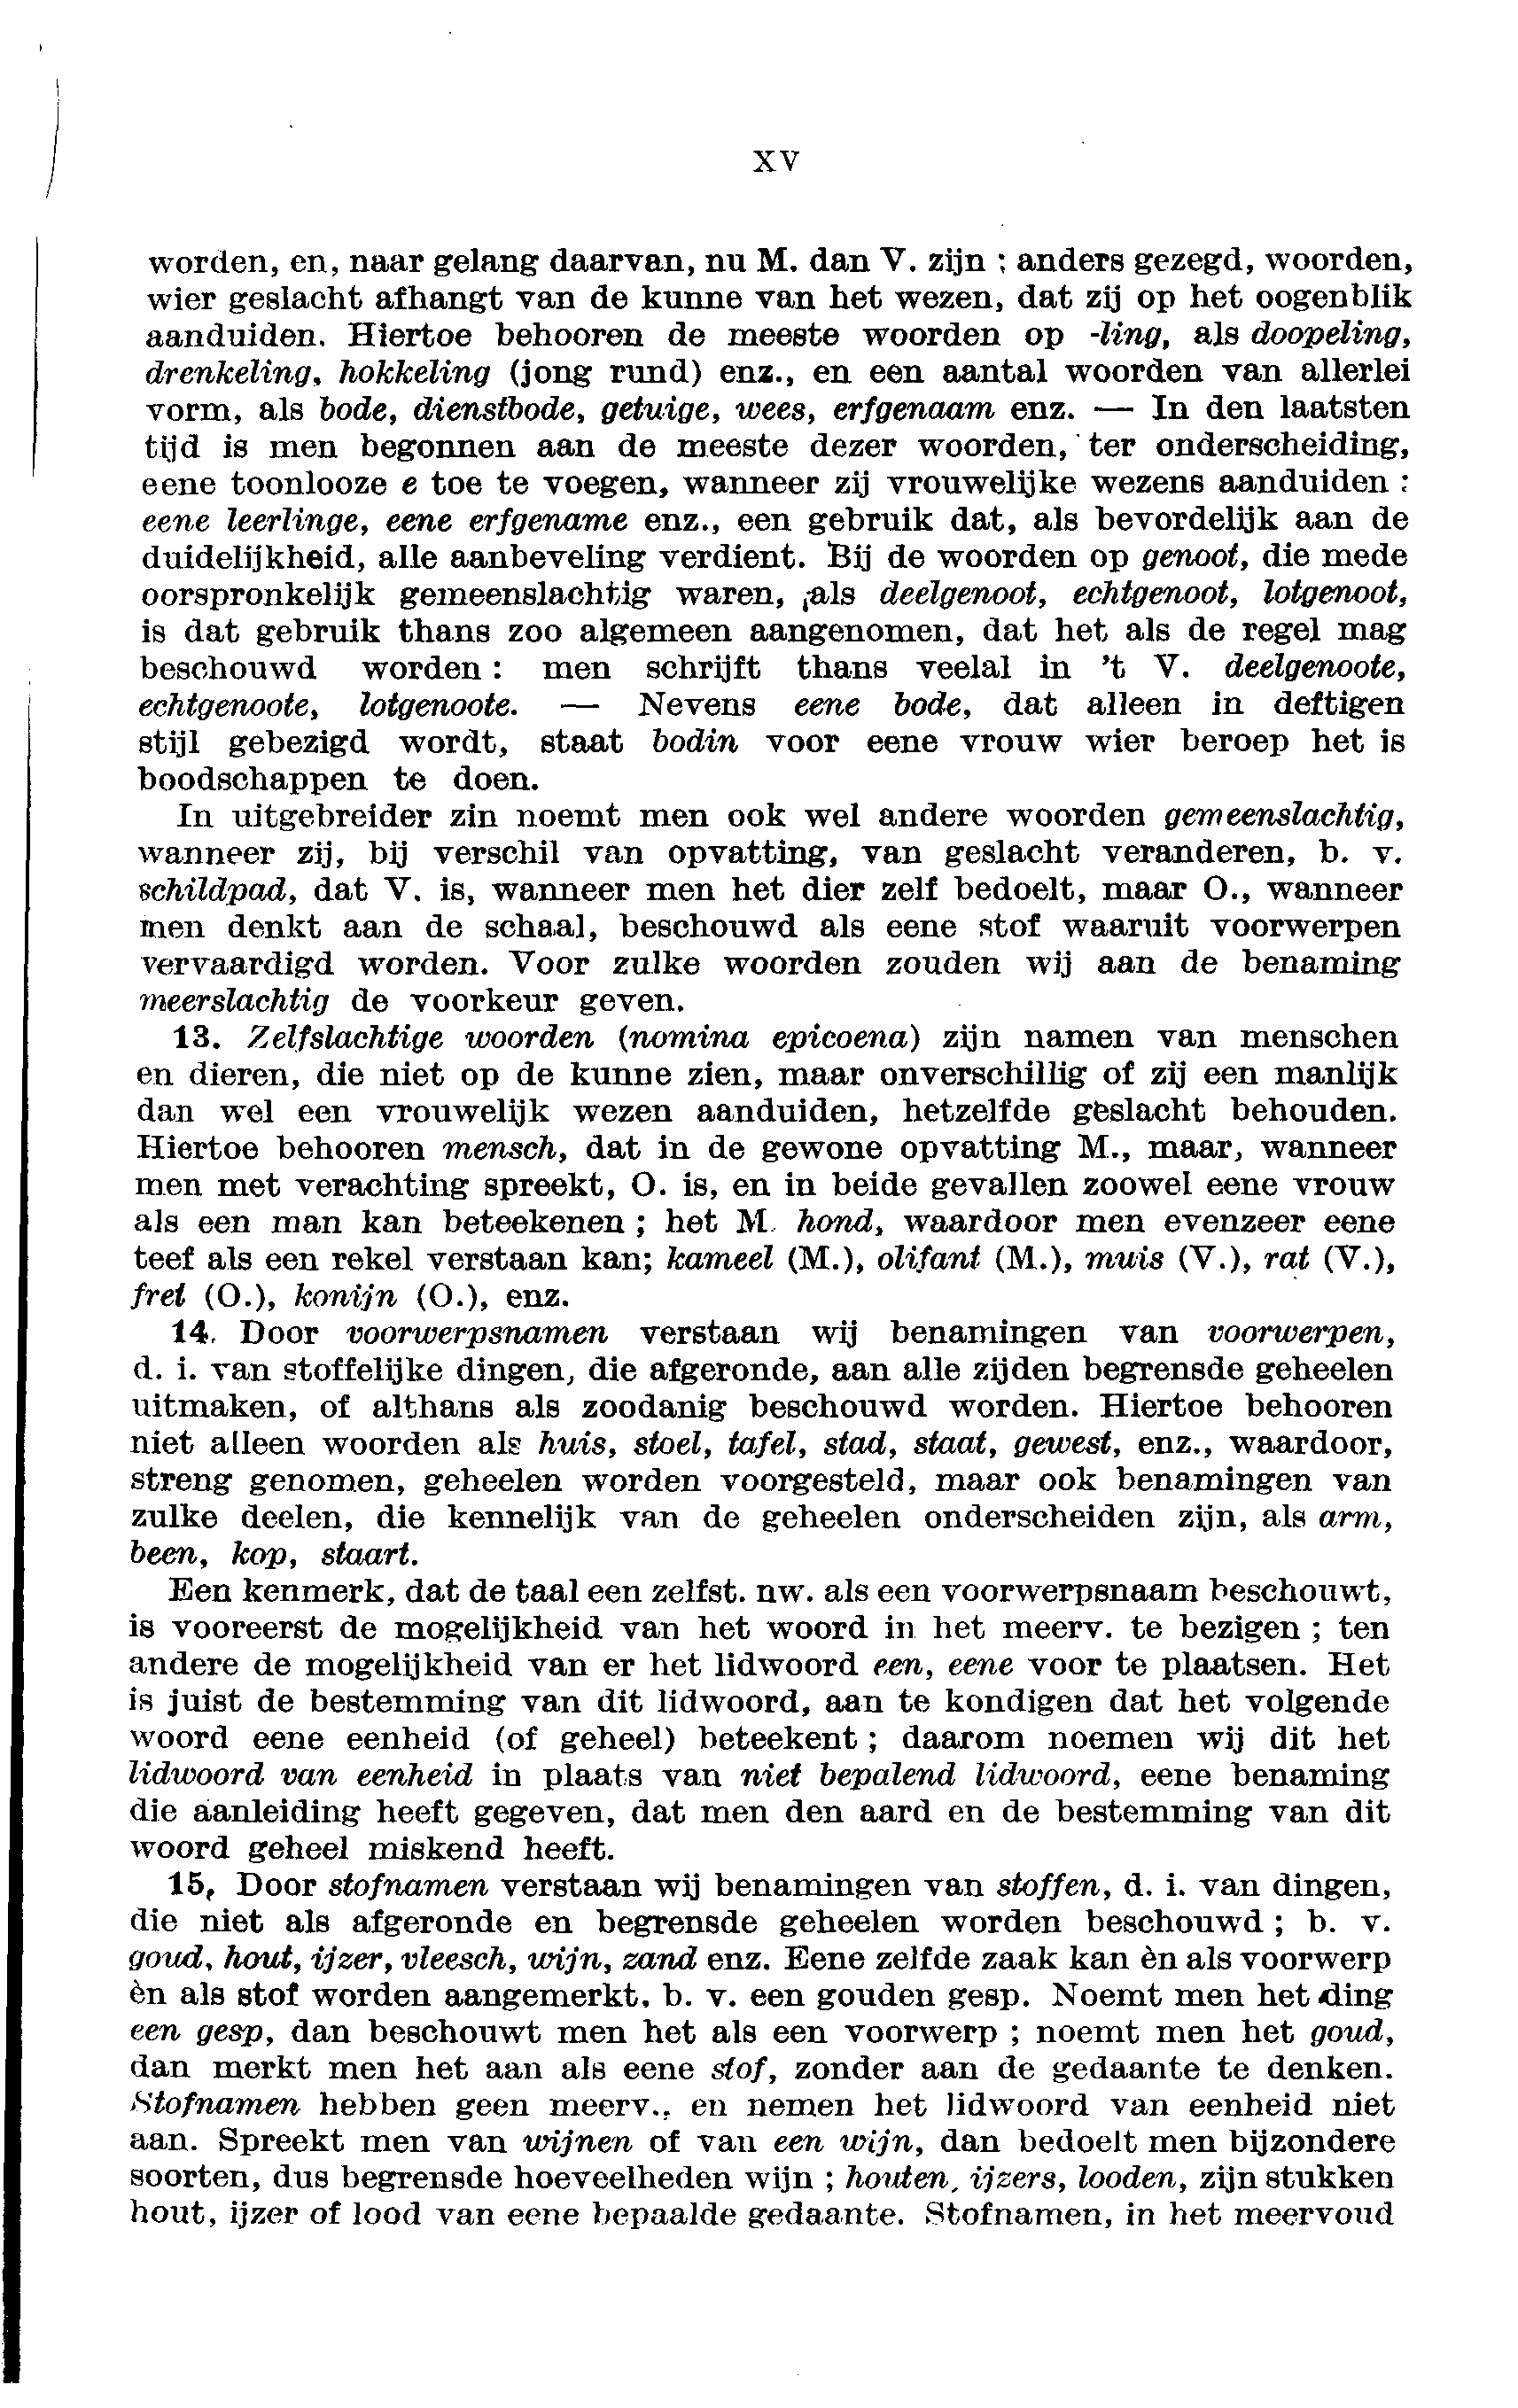 XV
worden, en, naar gelang daarvan, nu M. dan V. zijn ; anders gezegd, woorden,
wier geslacht afhangt van de kunne van het wezen, dat zij op het oogenblik
aanduiden. Hiertoe behooren de meeste woorden op -ling, als doopeling,
drenkeling, hokkeling (jong rund) enz., en een aantal woorden van allerlei
vorm, als bode, dienstbode, getuige, wees, erfgenaam enz. — In den laatsten
tijd is men begonnen aan de meeste dezer woorden, ter onderscheiding,
eene toonlooze e toe te voegen, wanneer zij vrouwelijke wezens aanduiden :
eene leerlinge, eene erfgename enz., een gebruik dat, als bevordelijk aan de
duidelijkheid, alle aanbeveling verdient. Bij de woorden op genoot, die mede
oorspronkelijk gemeenslachtig waren, als deelgenoot, echtgenoot, lotgenoot,
is dat gebruik thans zoo algemeen aangenomen, dat het als de regel mag
beschouwd worden : men schrijft thans veelal in 't V. deelgenoote,
echtgenoote, lotgenoote. — Nevens eene bode, dat alleen in deftigen
stijl gebezigd wordt, staat bodin voor eene vrouw wier beroep het is
boodschappen te doen.
In uitgebreider zin noemt men ook wel andere woorden gemeenslachtig,
wanneer zij, bij verschil van opvatting, van geslacht veranderen, b. v.
schildpad, dat V. is, wanneer men het dier zelf bedoelt, maar O., wanneer
men denkt aan de schaal, beschouwd als eene stof waaruit voorwerpen
vervaardigd worden. Voor zulke woorden zouden wij aan de benaming
meerslachtig de voorkeur geven.
13. Zelfslachtige woorden (nomina epicoena) zijn namen van menschen
en dieren, die niet op de kunne zien, maar onverschillig of zij een manlijk
dan wel een vrouwelijk wezen aanduiden, hetzelfde geslacht behouden.
Hiertoe behooren mensch, dat in de gewone opvatting M., maar, wanneer
men met verachting spreekt, O. is, en in beide gevallen zoowel eene vrouw
als een man kan beteekenen ; het M. hond, waardoor men evenzeer eene
teef als een rekel verstaan kan; kameel (M.), olifant (M.), muis (V.), rat (V.),
fret (O.), konijn (O.), enz.
14. Door voorwerpsnamen verstaan wij benamingen van voorwerpen,
d. i. van stoffelijke dingen, die afgeronde, aan alle zijden begrensde geheelen
uitmaken, of althans als zoodanig beschouwd worden. Hiertoe behooren
niet alleen woorden als huis, stoel, tafel, stad, staat, gewest, enz., waardoor,
streng genomen, geheelen worden voorgesteld, maar ook benamingen van
zulke deelen, die kennelijk van de geheelen onderscheiden zijn, als arm,
been, kop, staart.
Een kenmerk, dat de taal een zelfst. nw. als een voorwerpsnaam beschouwt,
is vooreerst de mogelijkheid van het woord in het meerv. te bezigen ; ten
andere de mogelijkheid van er het lidwoord een, eene voor te plaatsen. Het
is juist de bestemming van dit lidwoord, aan te kondigen dat het volgende
woord eene eenheid (of geheel) beteekent ; daarom noemen wij dit het
lidwoord van eenheid in plaats van niet bepalend lidwoord, eene benaming
die aanleiding heeft gegeven, dat men den aard en de bestemming van dit
woord geheel miskend heeft.
15, Door stofnamen verstaan wij benamingen van stoffen, d. i. van dingen,
die niet als afgeronde en begrensde geheelen worden beschouwd ; b. v.
goud, hout, ijzer, vleesch, wijn, zand enz. Eene zelfde zaak kan èn als voorwerp
èn als stof worden aangemerkt, b. v. een gouden gesp. Noemt men het ding
een gesp, dan beschouwt men het als een voorwerp ; noemt men het goud,
dan merkt men het aan als eene stof, zonder aan de gedaante te denken.
Stofnamen hebben geen meerv., en nemen het lidwoord van eenheid niet
aan. Spreekt men van wijnen of van een wijn, dan bedoelt men bijzondere
soorten, dus begrensde hoeveelheden wijn ; houten, ijzers, looden, zijn stukken
hout, ijzer of lood van eene bepaalde gedaante. Stofnamen, in het meervoud